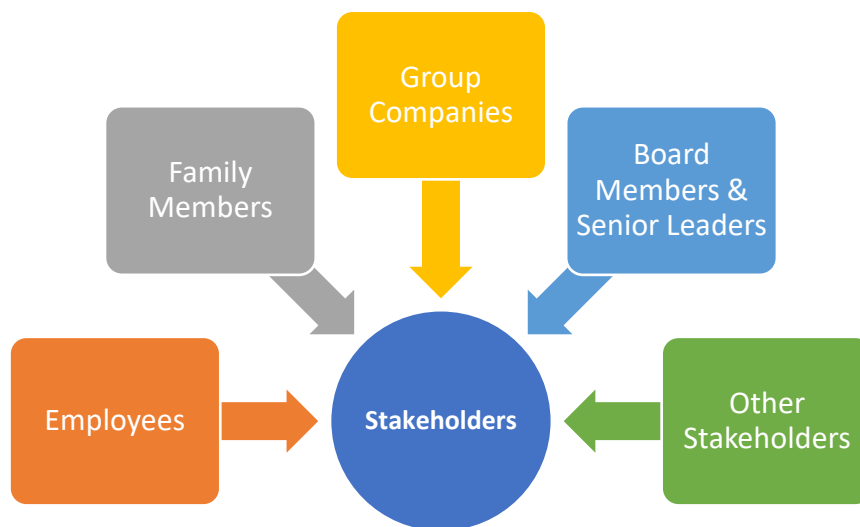 Group
Companies
Family
Members
Board
Members &
Senior Leaders
Employees
Stakeholders
Other
Stakeholders